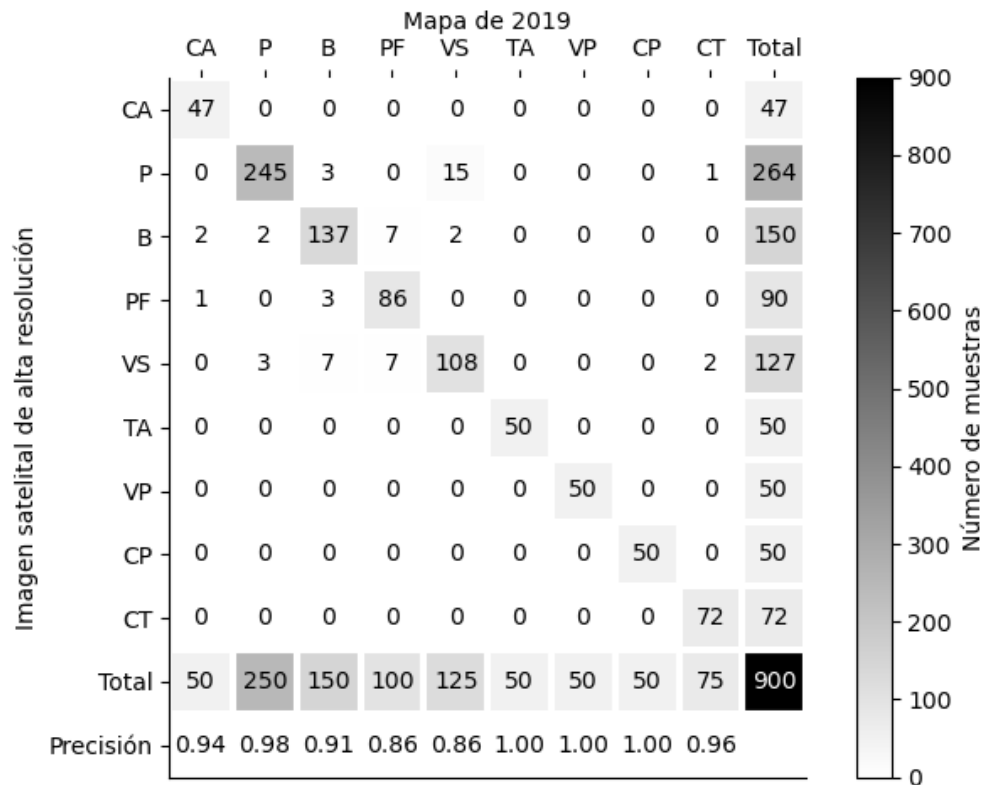 Mapa de 2019
CA P B PF VS TA VP CP CT Total
CA 47 0 0 0 0 0 0 0 0 47
P 0 245 3 0 15 0 0 0 1 264
B 2 2 137 7 2 0 0 0 0 150
PF 1 0 3 86 0 0 0 0 0 90
VS 0 3 7 7 108 0 0 0 2 127
TA 0 0 0 0 0 50 0 0 0 50
VP 0 0 0 0 0 0 50 0 0 50
CP 0 0 0 0 0 0 0 50 0 50
CT 0 0 0 0 0 0 0 0 72 72
Total 50 250 150 100 125 50 50 50 75 900
Precisión 0.94 0.98 0.91 0.86 0.86 1.00 1.00 1.00 0.96
Imagen satelital de alta resolución
900
800
700
600
500
400
300
200
100
0
Número de muestras